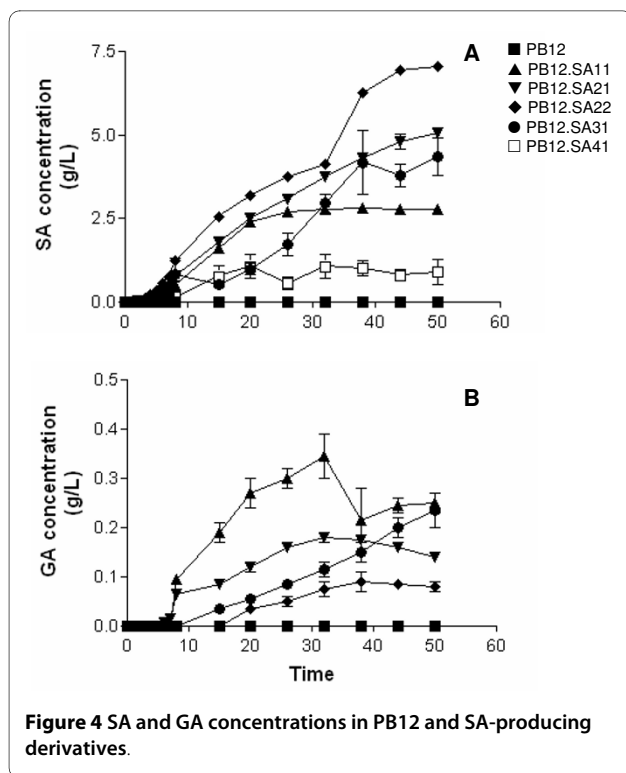 A
SA concentration
(g/L)
7.5
5.0
2.5
0.0
0 10 20 30 40 50 60
PB12
PB12.SA11
PB12.SA21
PB12.SA22
PB12.SA31
PB12.SA41
B
GA concentration
(g/L)
0.5
0.4
0.3
0.2
0.1
0.0
0 10 20 30 40 50 60
Time
Figure 4 SA and GA concentrations in PB12 and SA-producing
derivatives.